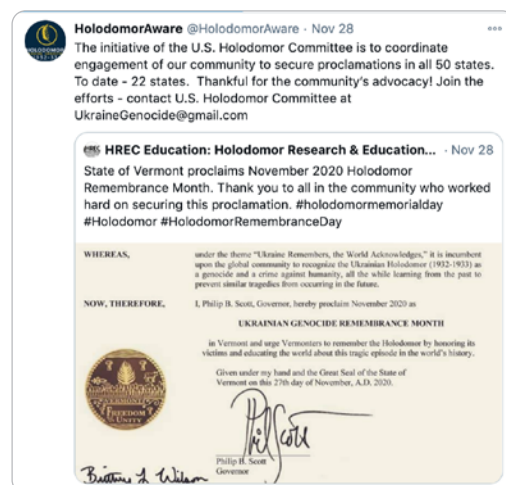 HolodomorAware @HolodomorAware · Nov 28
The initiative of the U.S. Holodomor Committee is to coordinate
engagement of our community to secure proclamations in all 50 states.
To date - 22 states.  Thankful for the community's advocacy! Join the
efforts - contact U.S. Holodomor Committee at
UkraineGenocide@gmail.com
HREC Education: Holodomor Research & Education... · Nov 28
State of Vermont proclaims November 2020 Holodomor
Remembrance Month. Thank you to all in the community who worked
hard on securing this proclamation. #holodomormemorialday
#Holodomor #HolodomorRemembranceDay
WHEREAS, under the theme "Ukraine Remembers, the World Acknowledges," it is incumbent
upon the global community to recognize the Ukrainian Holodomor (1932-1933) as
a genocide and a crime against humanity, all the while learning from the past to
prevent similar tragedies from occurring in the future.
NOW, THEREFORE, I, Philip B. Scott, Governor, hereby proclaim November 2020 as
UKRAINIAN GENOCIDE REMEMBRANCE MONTH
in Vermont and urge Vermonters to remember the Holodomor by honoring its
victims and educating the world about this tragic episode in the world's history.
Given under my hand and the Great Seal of the State of
Vermont on this 27th day of November, A.D. 2020.
VERMONT
FREEDOM
UNITY
Phil Scott
Philip B. Scott
Governor
Wilson